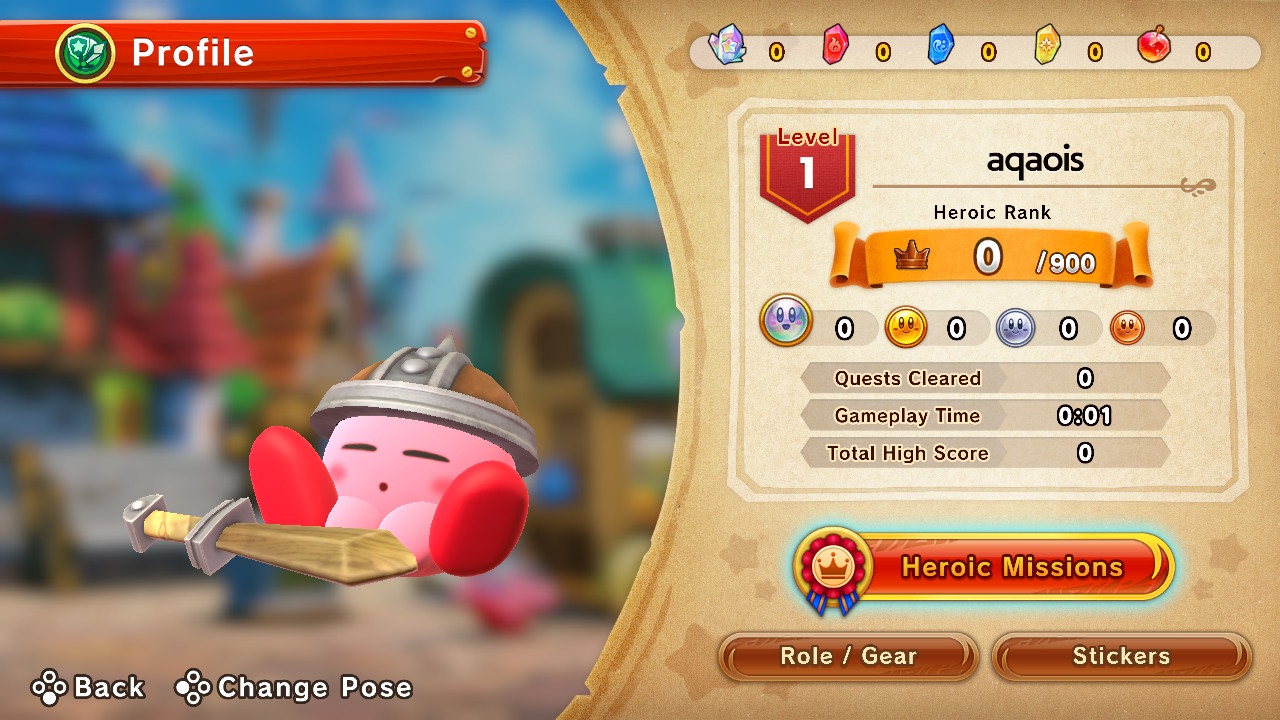 Profile
0 0 0 0 0
Level
1
aqaois
Heroic Rank
0 /900
0 0 0 0
Quests Cleared 0
Gameplay Time 0:01
Total High Score 0
Heroic Missions
Role / Gear Stickers
Back Change Pose